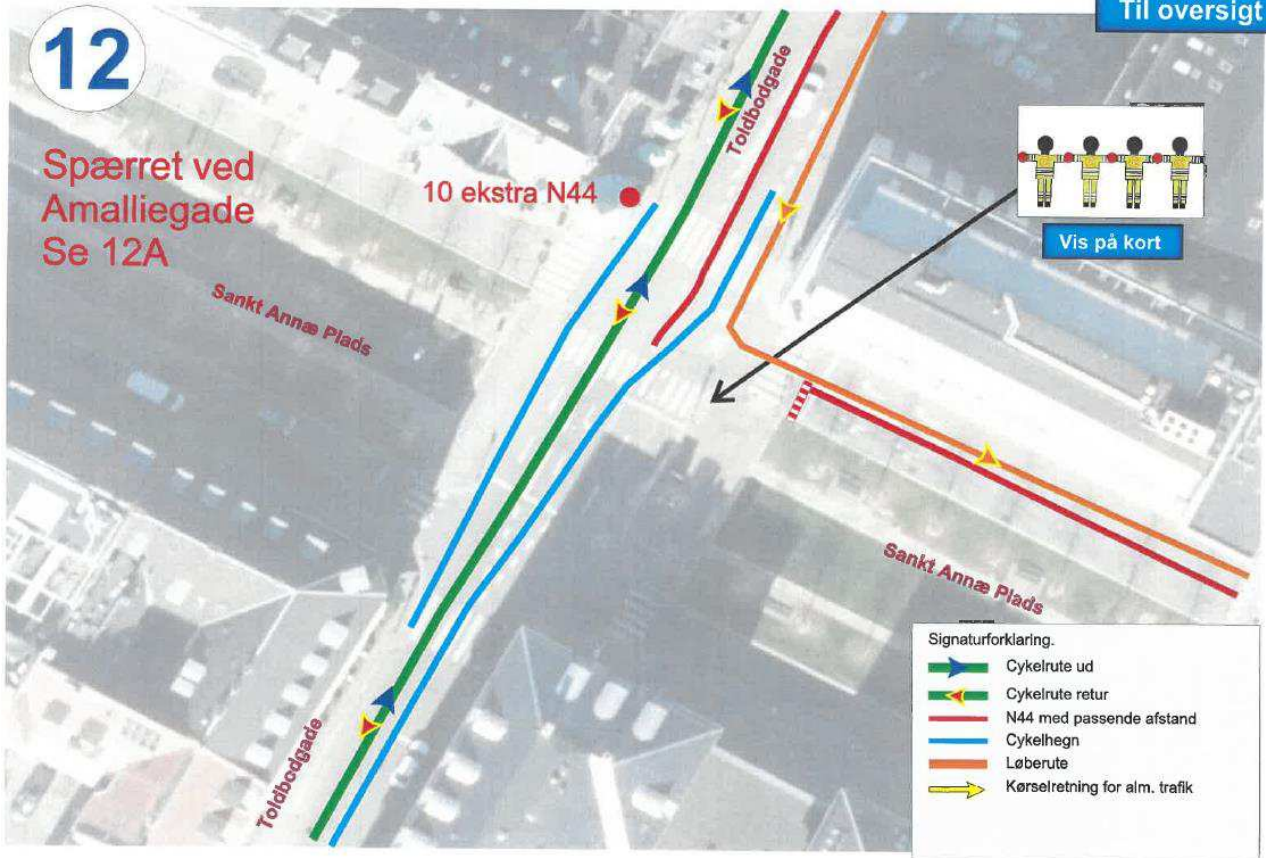 Til oversigt
12
Spærret ved
Amalliegade
Se 12A
10 ekstra N44
Toldbodgade
Vis på kort
Sankt Annæ Plads
Sankt Annæ Plads
Toldbodgade
Signaturforklaring.
Cykelrute ud
Cykelrute retur
N44 med passende afstand
Cykelhegn
Løberute
Kørselretning for alm. trafik